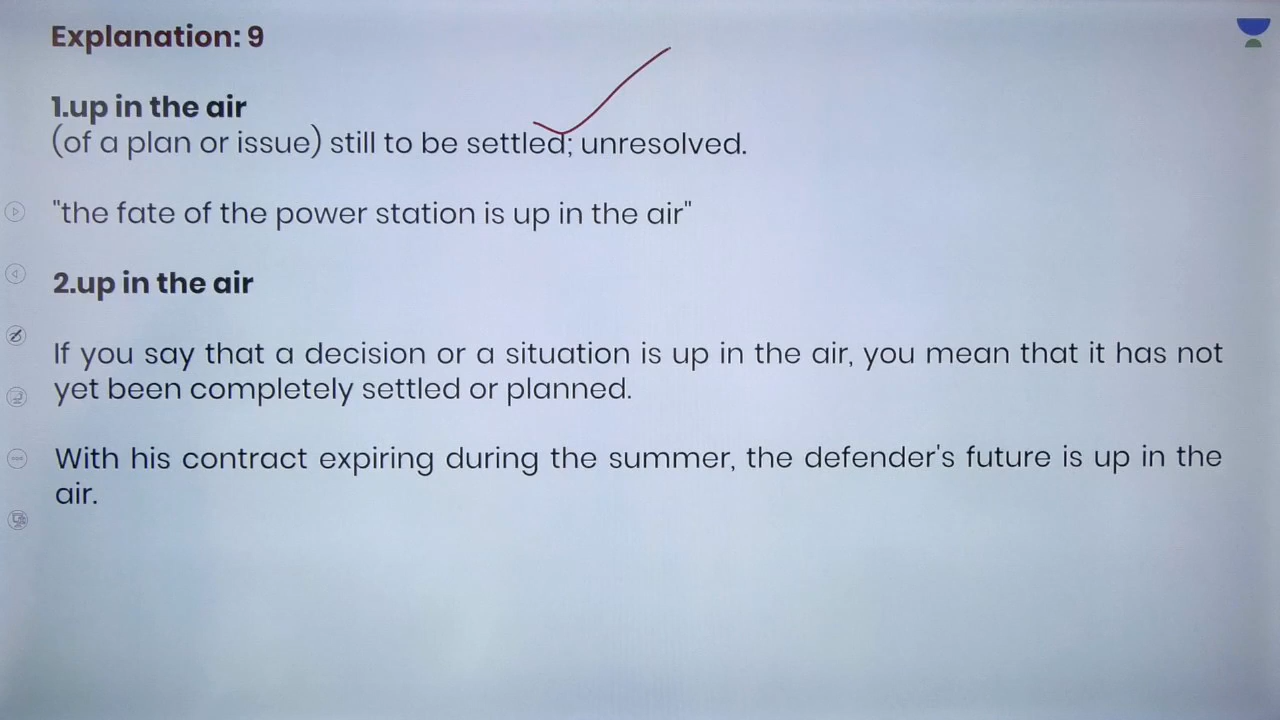 Explanation: 9
1.up in the air
(of a plan or issue) still to be settled; unresolved.
"the fate of the power station is up in the air"
2.up in the air
If you say that a decision or a situation is up in the air, you mean that it has not
yet been completely settled or planned.
With his contract expiring during the summer, the defender's future is up in the
air.